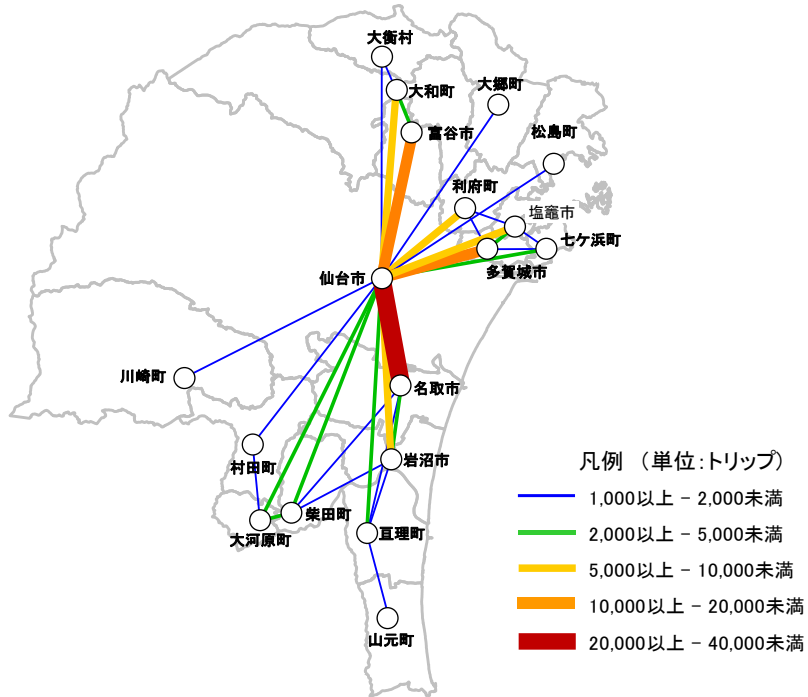 大衡村
大和町
大郷町
富谷市
松島町
利府町
塩竈市
七ケ浜町
多賀城市
仙台市
川崎町
名取市
村田町
岩沼市
柴田町
大河原町
亘理町
山元町
凡例 (単位:トリップ)
1,000以上 − 2,000未満
2,000以上 − 5,000未満
5,000以上 − 10,000未満
10,000以上 − 20,000未満
20,000以上 − 40,000未満